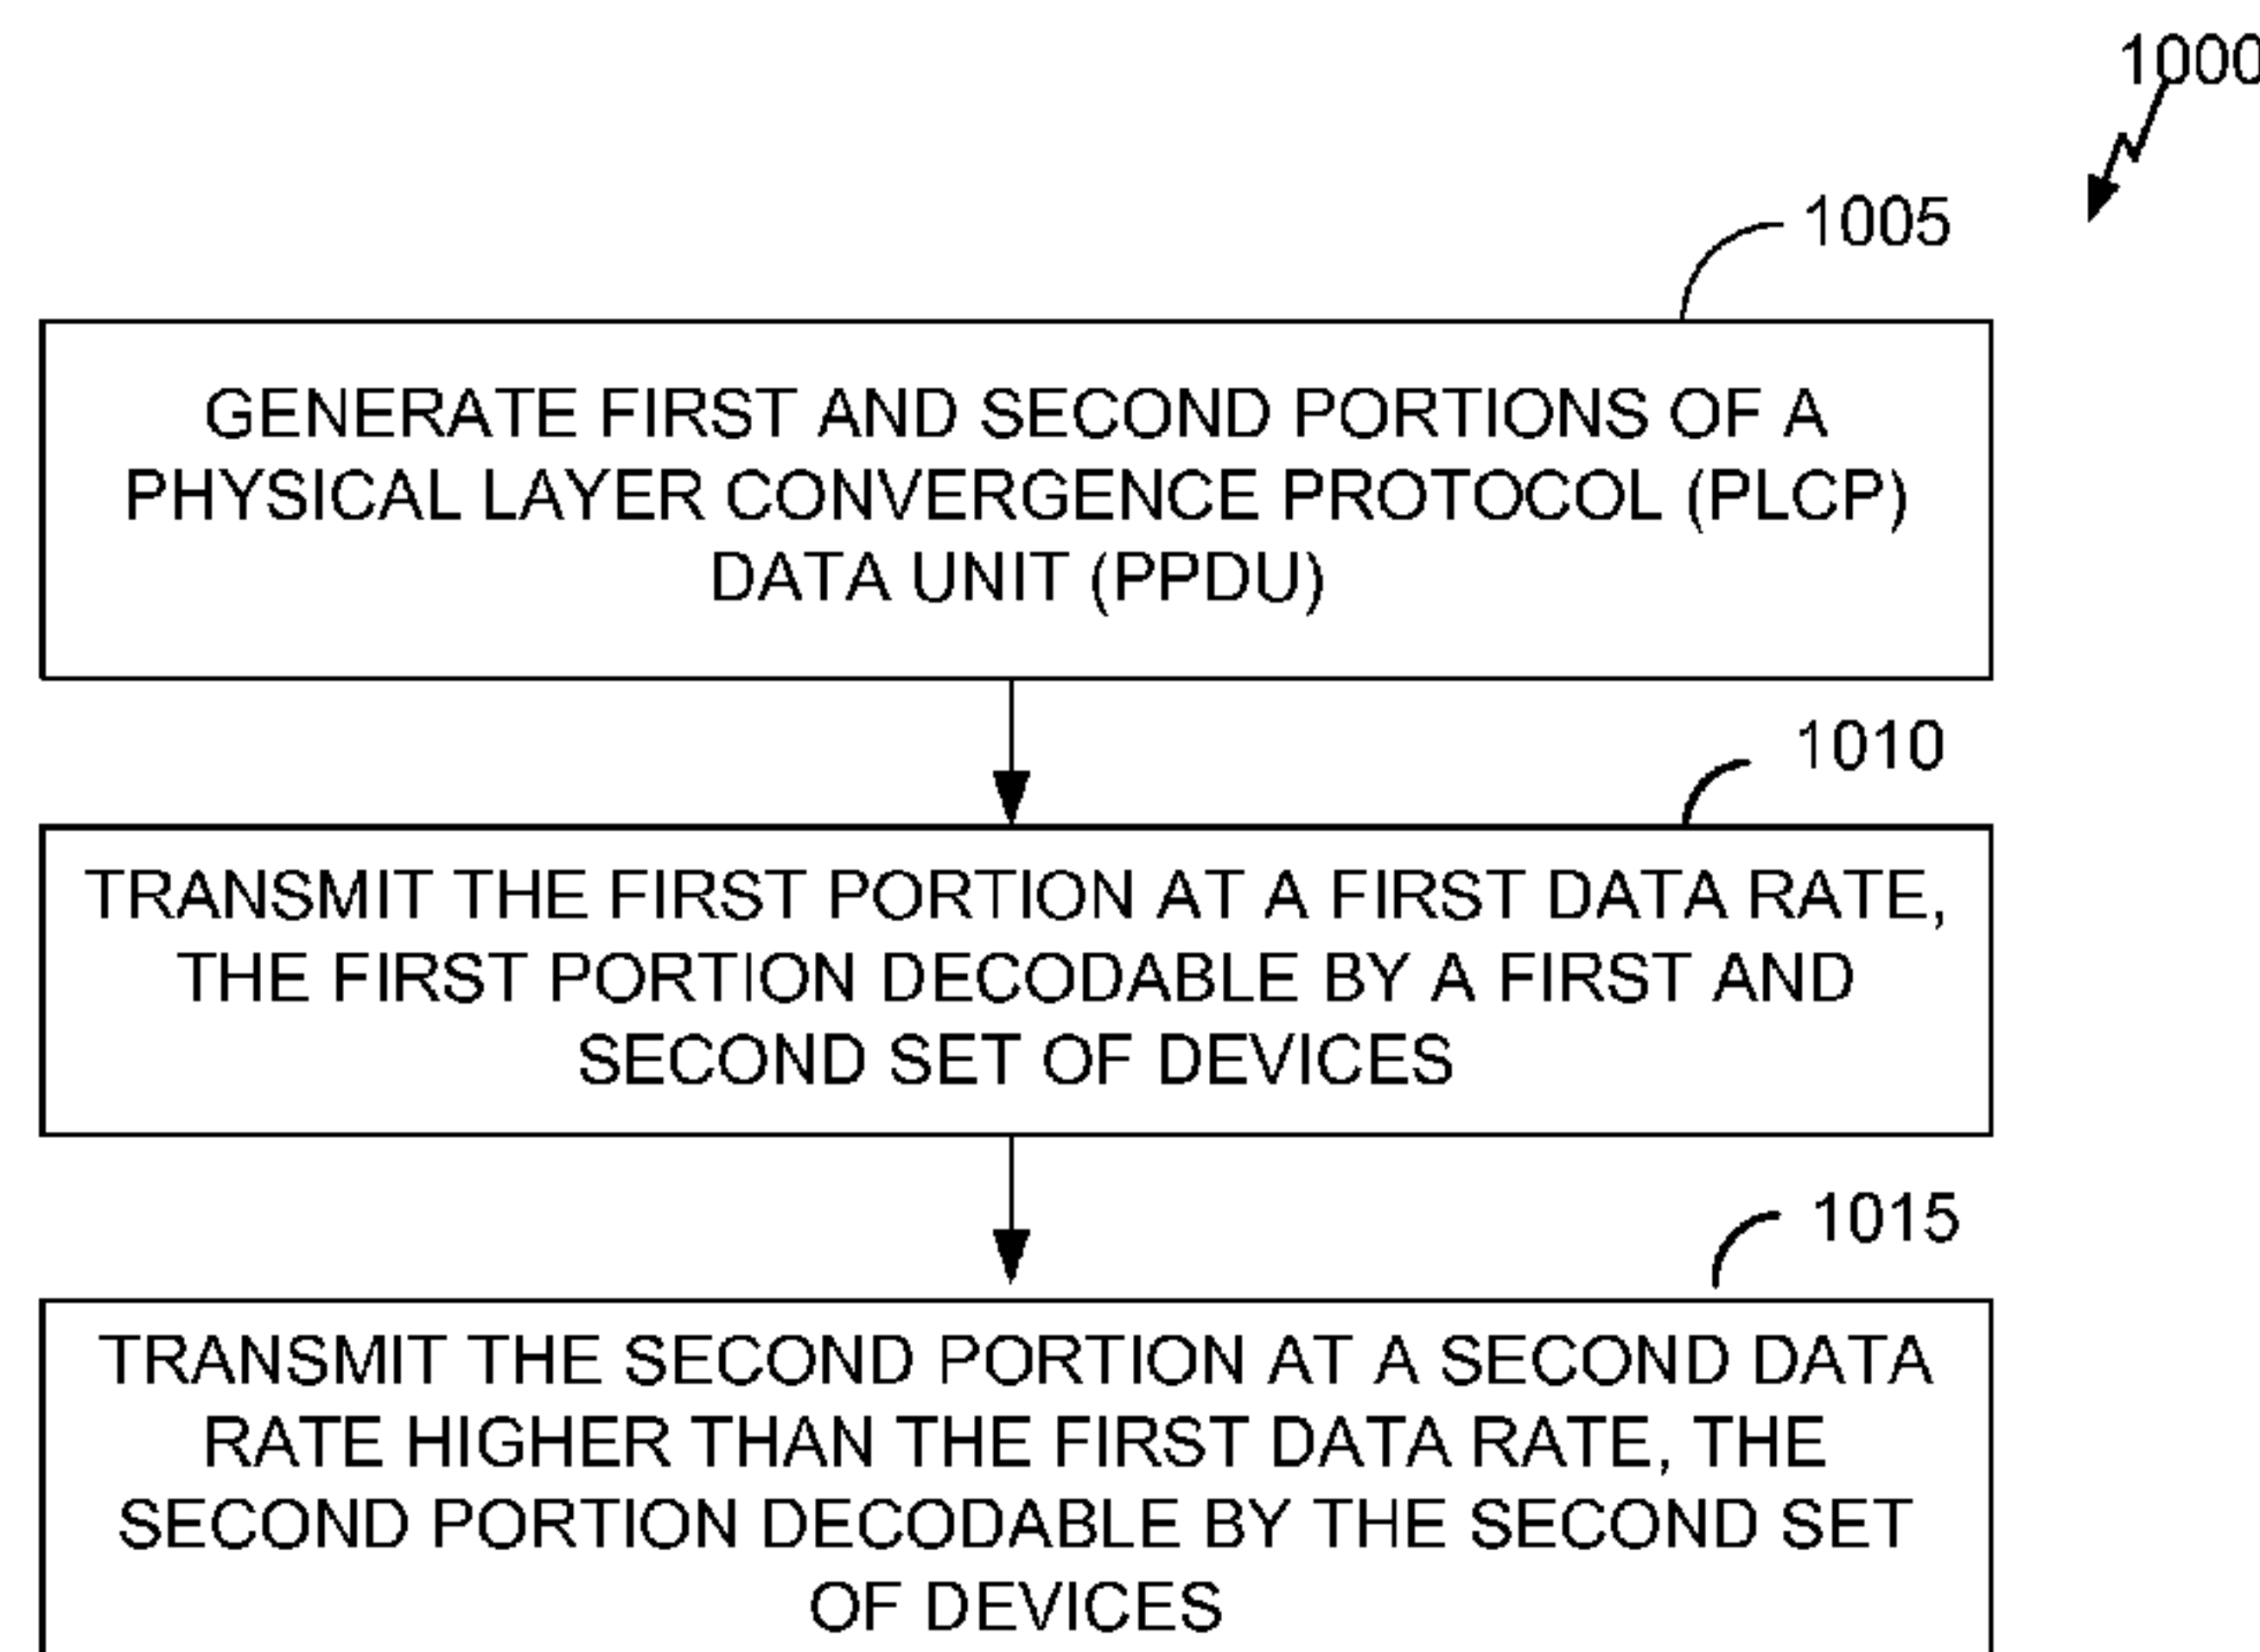 1000
1005
GENERATE FIRST AND SECOND PORTIONS OF A
PHYSICAL LAYER CONVERGENCE PROTOCOL (PLCP)
DATA UNIT (PPDU)
1010
TRANSMIT THE FIRST PORTION AT A FIRST DATA RATE,
THE FIRST PORTION DECODABLE BY A FIRST AND
SECOND SET OF DEVICES
1015
TRANSMIT THE SECOND PORTION AT A SECOND DATA
RATE HIGHER THAN THE FIRST DATA RATE, THE
SECOND PORTION DECODABLE BY THE SECOND SET
OF DEVICES